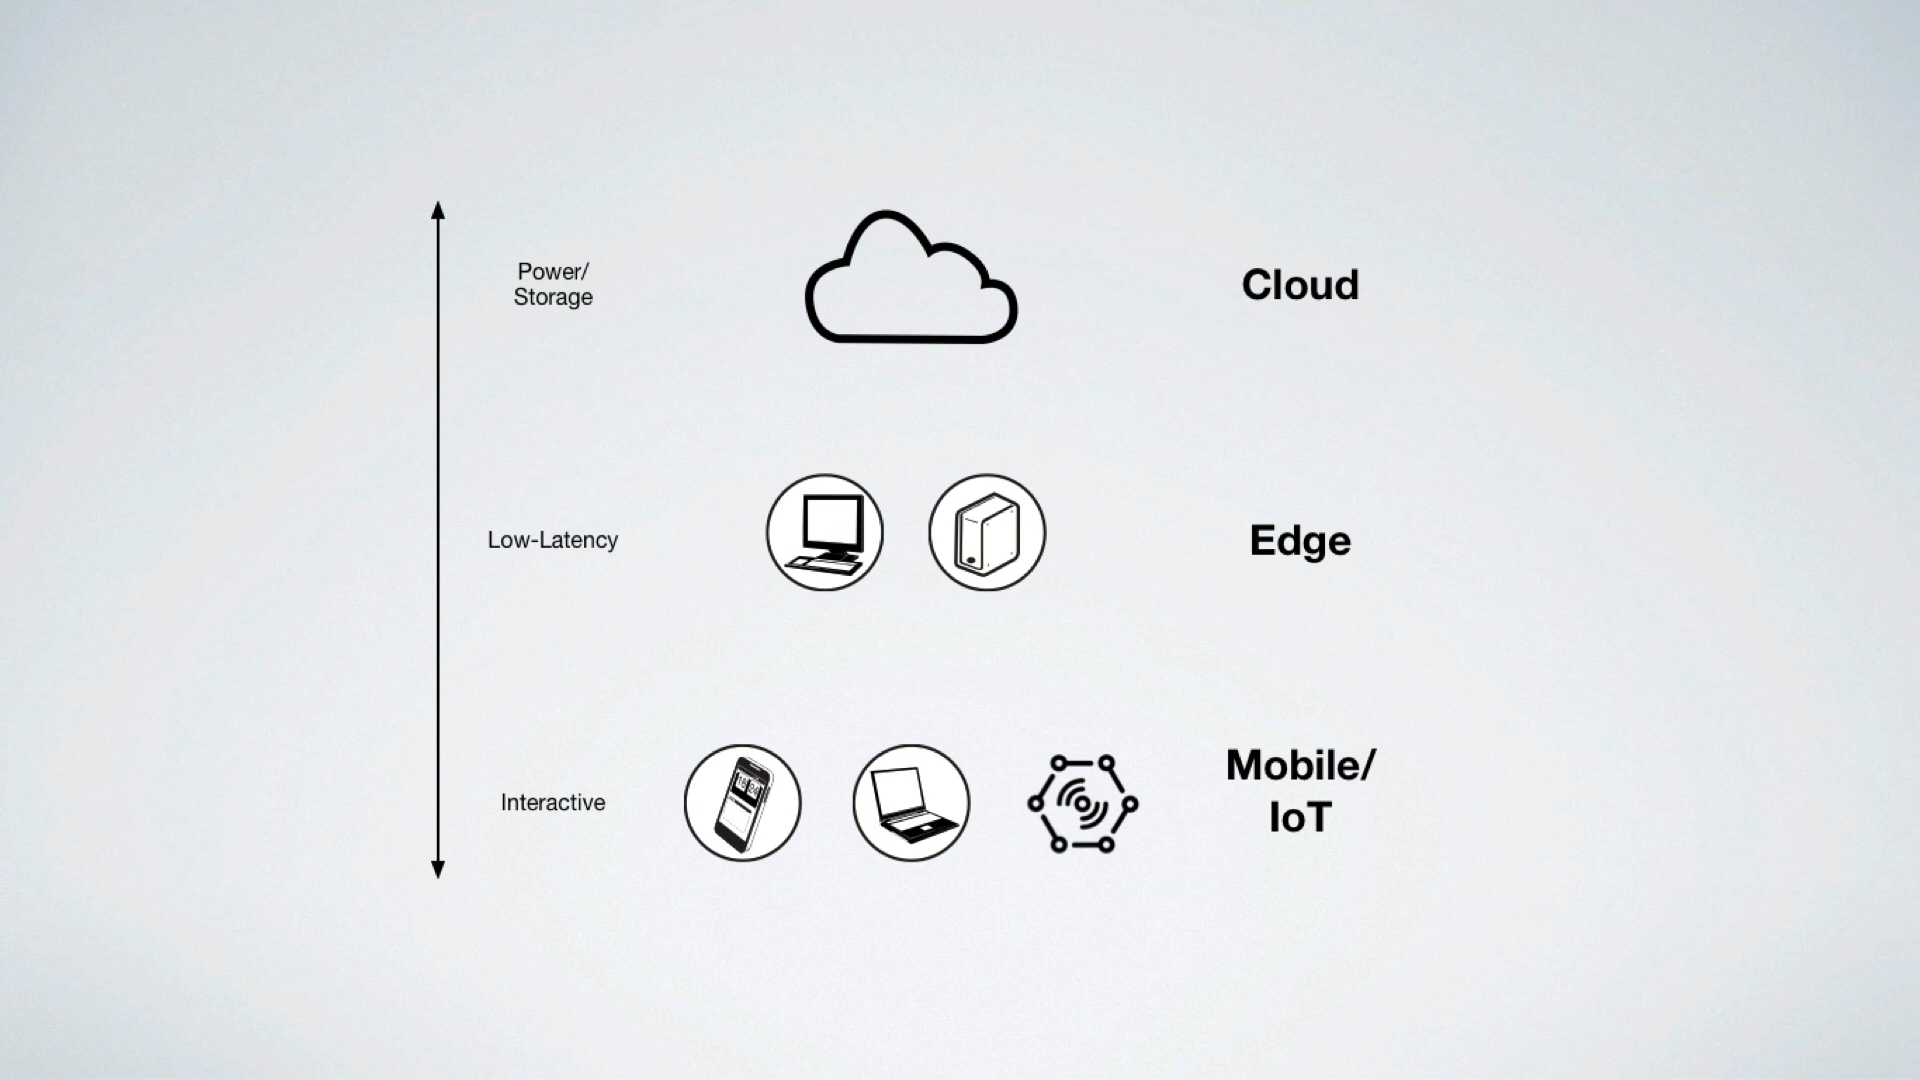 Power/
Storage
Cloud
Low-Latency
Edge
Interactive
Mobile/
IoT